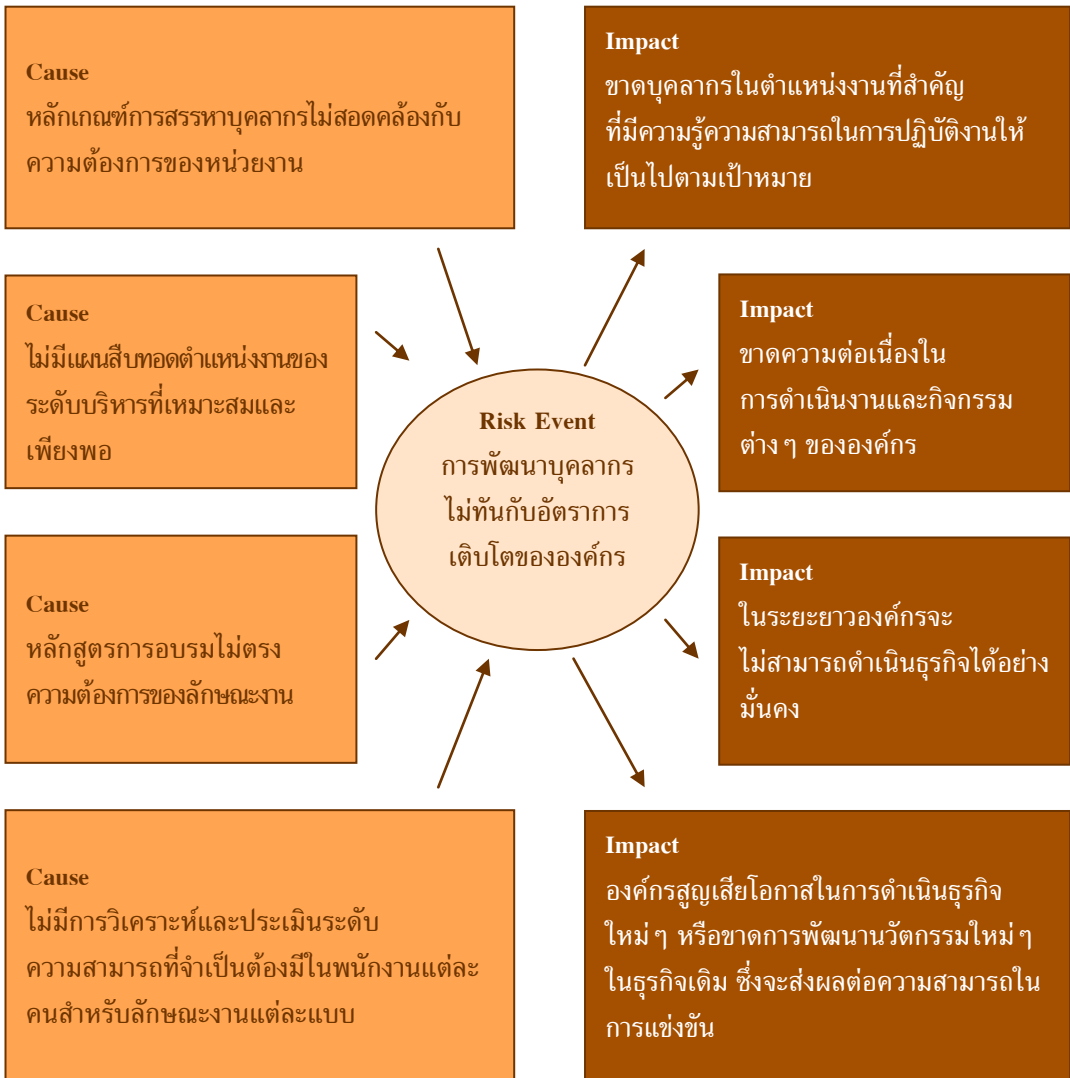 Cause
หลักเกณฑ์การสรรหาบุคลากรไม่สอดคล้องกับ
ความต้องการของหน่วยงาน
Cause
ไม่มีแผนสืบทอดตำแหน่งงานของ
ระดับบริหารที่เหมาะสมและ
เพียงพอ
Cause
หลักสูตรการอบรมไม่ตรง
ความต้องการของลักษณะงาน
Cause
ไม่มีการวิเคราะห์และประเมินระดับ
ความสามารถที่จำเป็นต้องมีในพนักงานแต่ละ
คนสำหรับลักษณะงานแต่ละแบบ
Risk Event
การพัฒนาบุคลากร
ไม่ทันกับอัตราการ
เติบโตขององค์กร
Impact
ขาดบุคลากรในตำแหน่งงานที่สำคัญ
ที่มีความรู้ความสามารถในการปฏิบัติงานให้
เป็นไปตามเป้าหมาย
Impact
ขาดความต่อเนื่องใน
การดำเนินงานและกิจกรรม
ต่าง ๆ ขององค์กร
Impact
ในระยะยาวองค์กรจะ
ไม่สามารถดำเนินธุรกิจได้อย่าง
มั่นคง
Impact
องค์กรสูญเสียโอกาสในการดำเนินธุรกิจ
ใหม่ ๆ หรือขาดการพัฒนานวัตกรรมใหม่ ๆ
ในธุรกิจเดิม ซึ่งจะส่งผลต่อความสามารถใน
การแข่งขัน